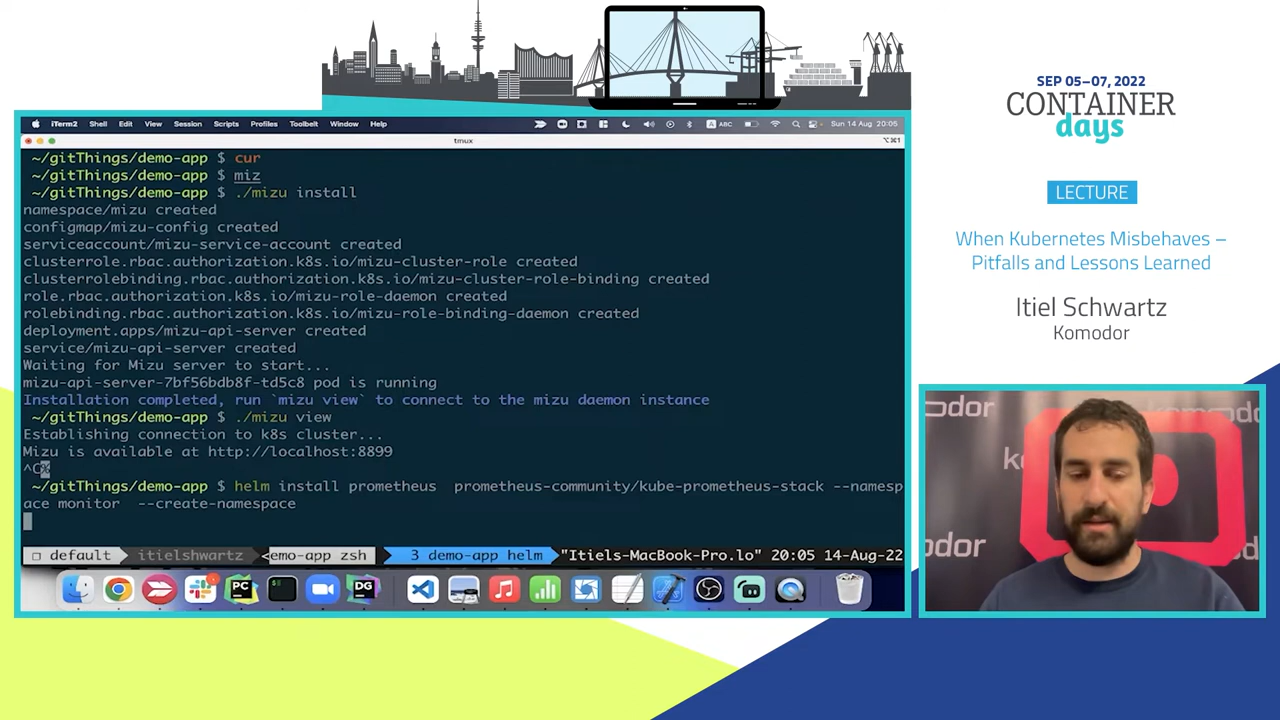 SEP 05–07, 2022
CONTAINER
days
LECTURE
When Kubernetes Misbehaves –
Pitfalls and Lessons Learned
Itiel Schwartz
Komodor
iTerm2 Shell Edit View Session Scripts Profiles Toolbelt Window Help ABC Sun 14 Aug 20:05
tmux ⌥⌘1
~/gitThings/demo-app $ cur
~/gitThings/demo-app $ miz
~/gitThings/demo-app $ ./mizu install
namespace/mizu created
configmap/mizu-config created
serviceaccount/mizu-service-account created
clusterrole.rbac.authorization.k8s.io/mizu-cluster-role created
clusterrolebinding.rbac.authorization.k8s.io/mizu-cluster-role-binding created
role.rbac.authorization.k8s.io/mizu-role-daemon created
rolebinding.rbac.authorization.k8s.io/mizu-role-binding-daemon created
deployment.apps/mizu-api-server created
service/mizu-api-server created
Waiting for Mizu server to start...
mizu-api-server-7bf56bdb8f-td5c8 pod is running
Installation completed, run `mizu view` to connect to the mizu daemon instance
~/gitThings/demo-app $ ./mizu view
Establishing connection to k8s cluster...
Mizu is available at http://localhost:8899
^C%
~/gitThings/demo-app $ helm install prometheus prometheus-community/kube-prometheus-stack --namesp
ace monitor --create-namespace
❐ default itielshwartz <emo-app zsh 3 demo-app helm "Itiels-MacBook-Pro.lo" 20:05 14-Aug-22
PC
DG
odor
komodor
k
odor
komodor